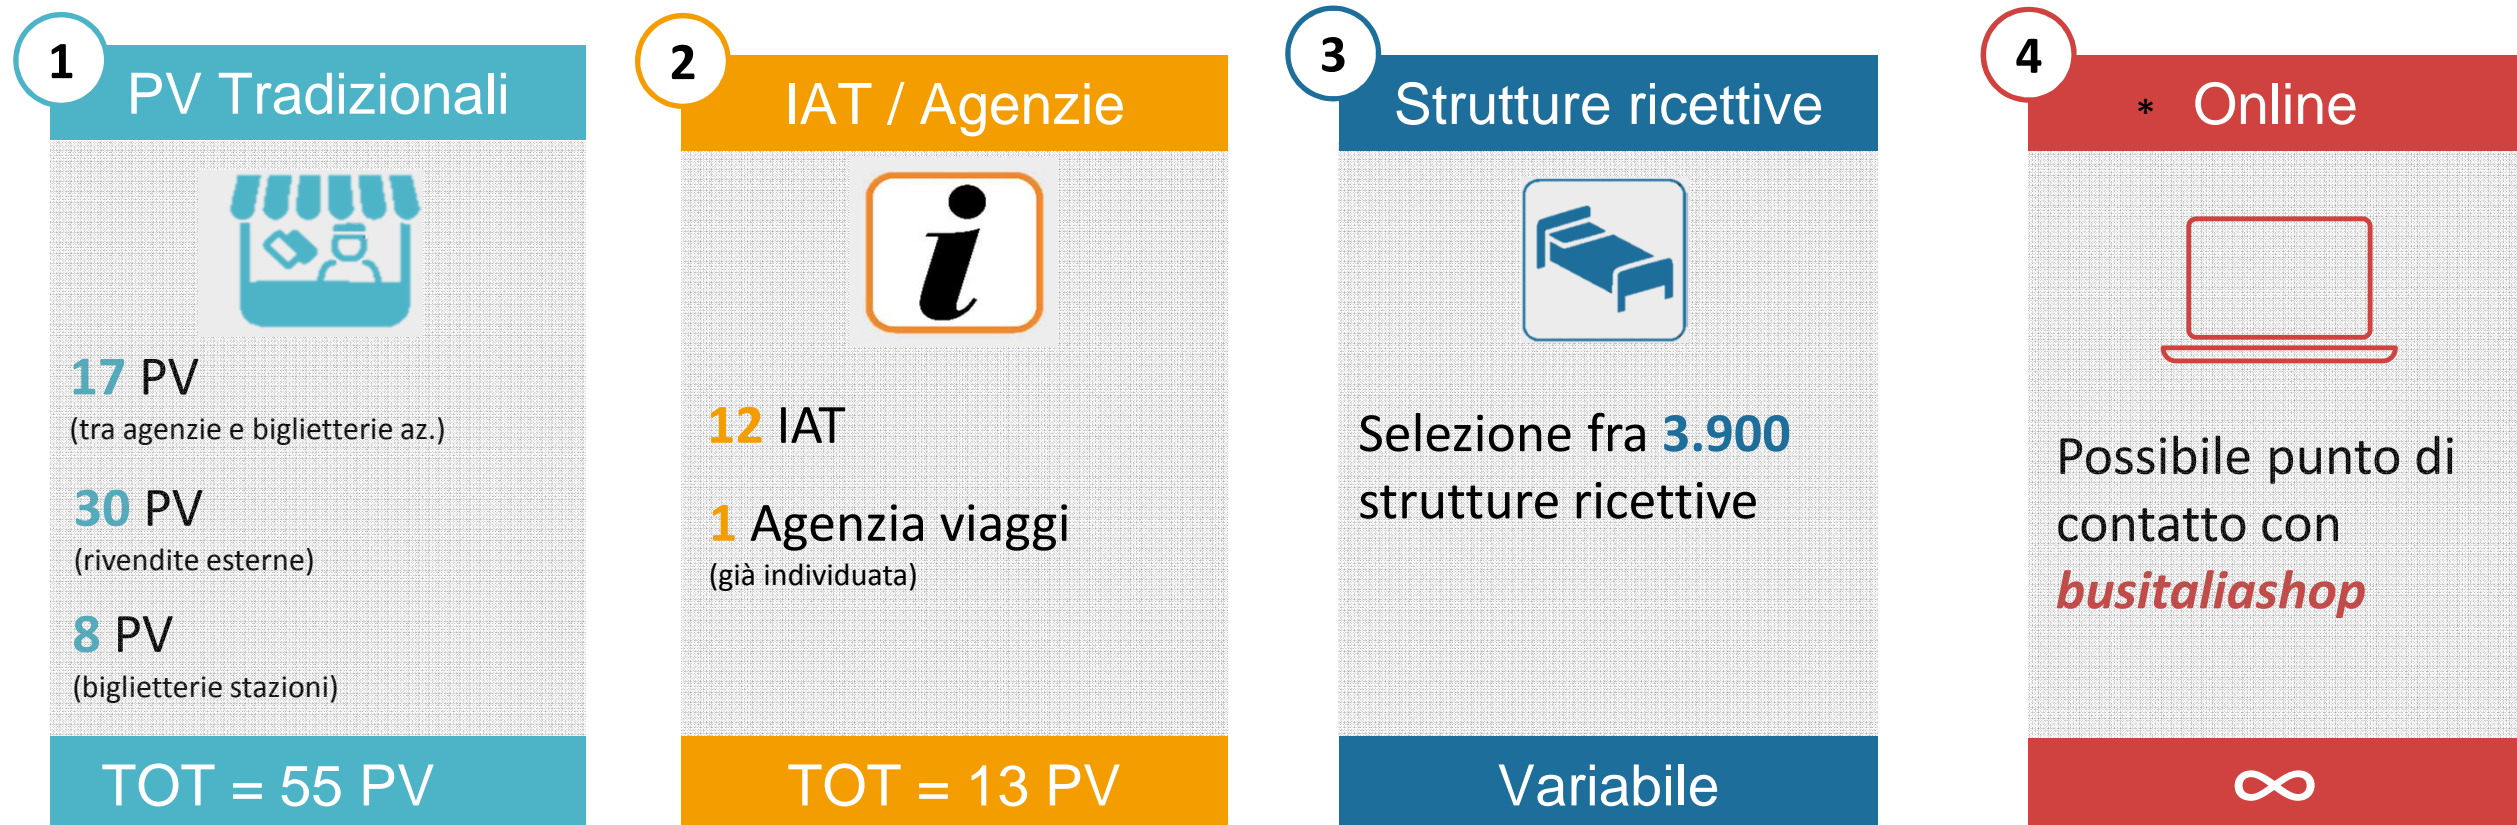 1
PV Tradizionali
17 PV
(tra agenzie e biglietterie az.)
30 PV
(rivendite esterne)
8 PV
(biglietterie stazioni)
TOT = 55 PV
2
IAT / Agenzie
i
12 IAT
1 Agenzia viaggi
(già individuata)
TOT = 13 PV
3
Strutture ricettive
Selezione fra 3.900
strutture ricettive
Variabile
4
* Online
Possibile punto di
contatto con
busitaliashop
∞